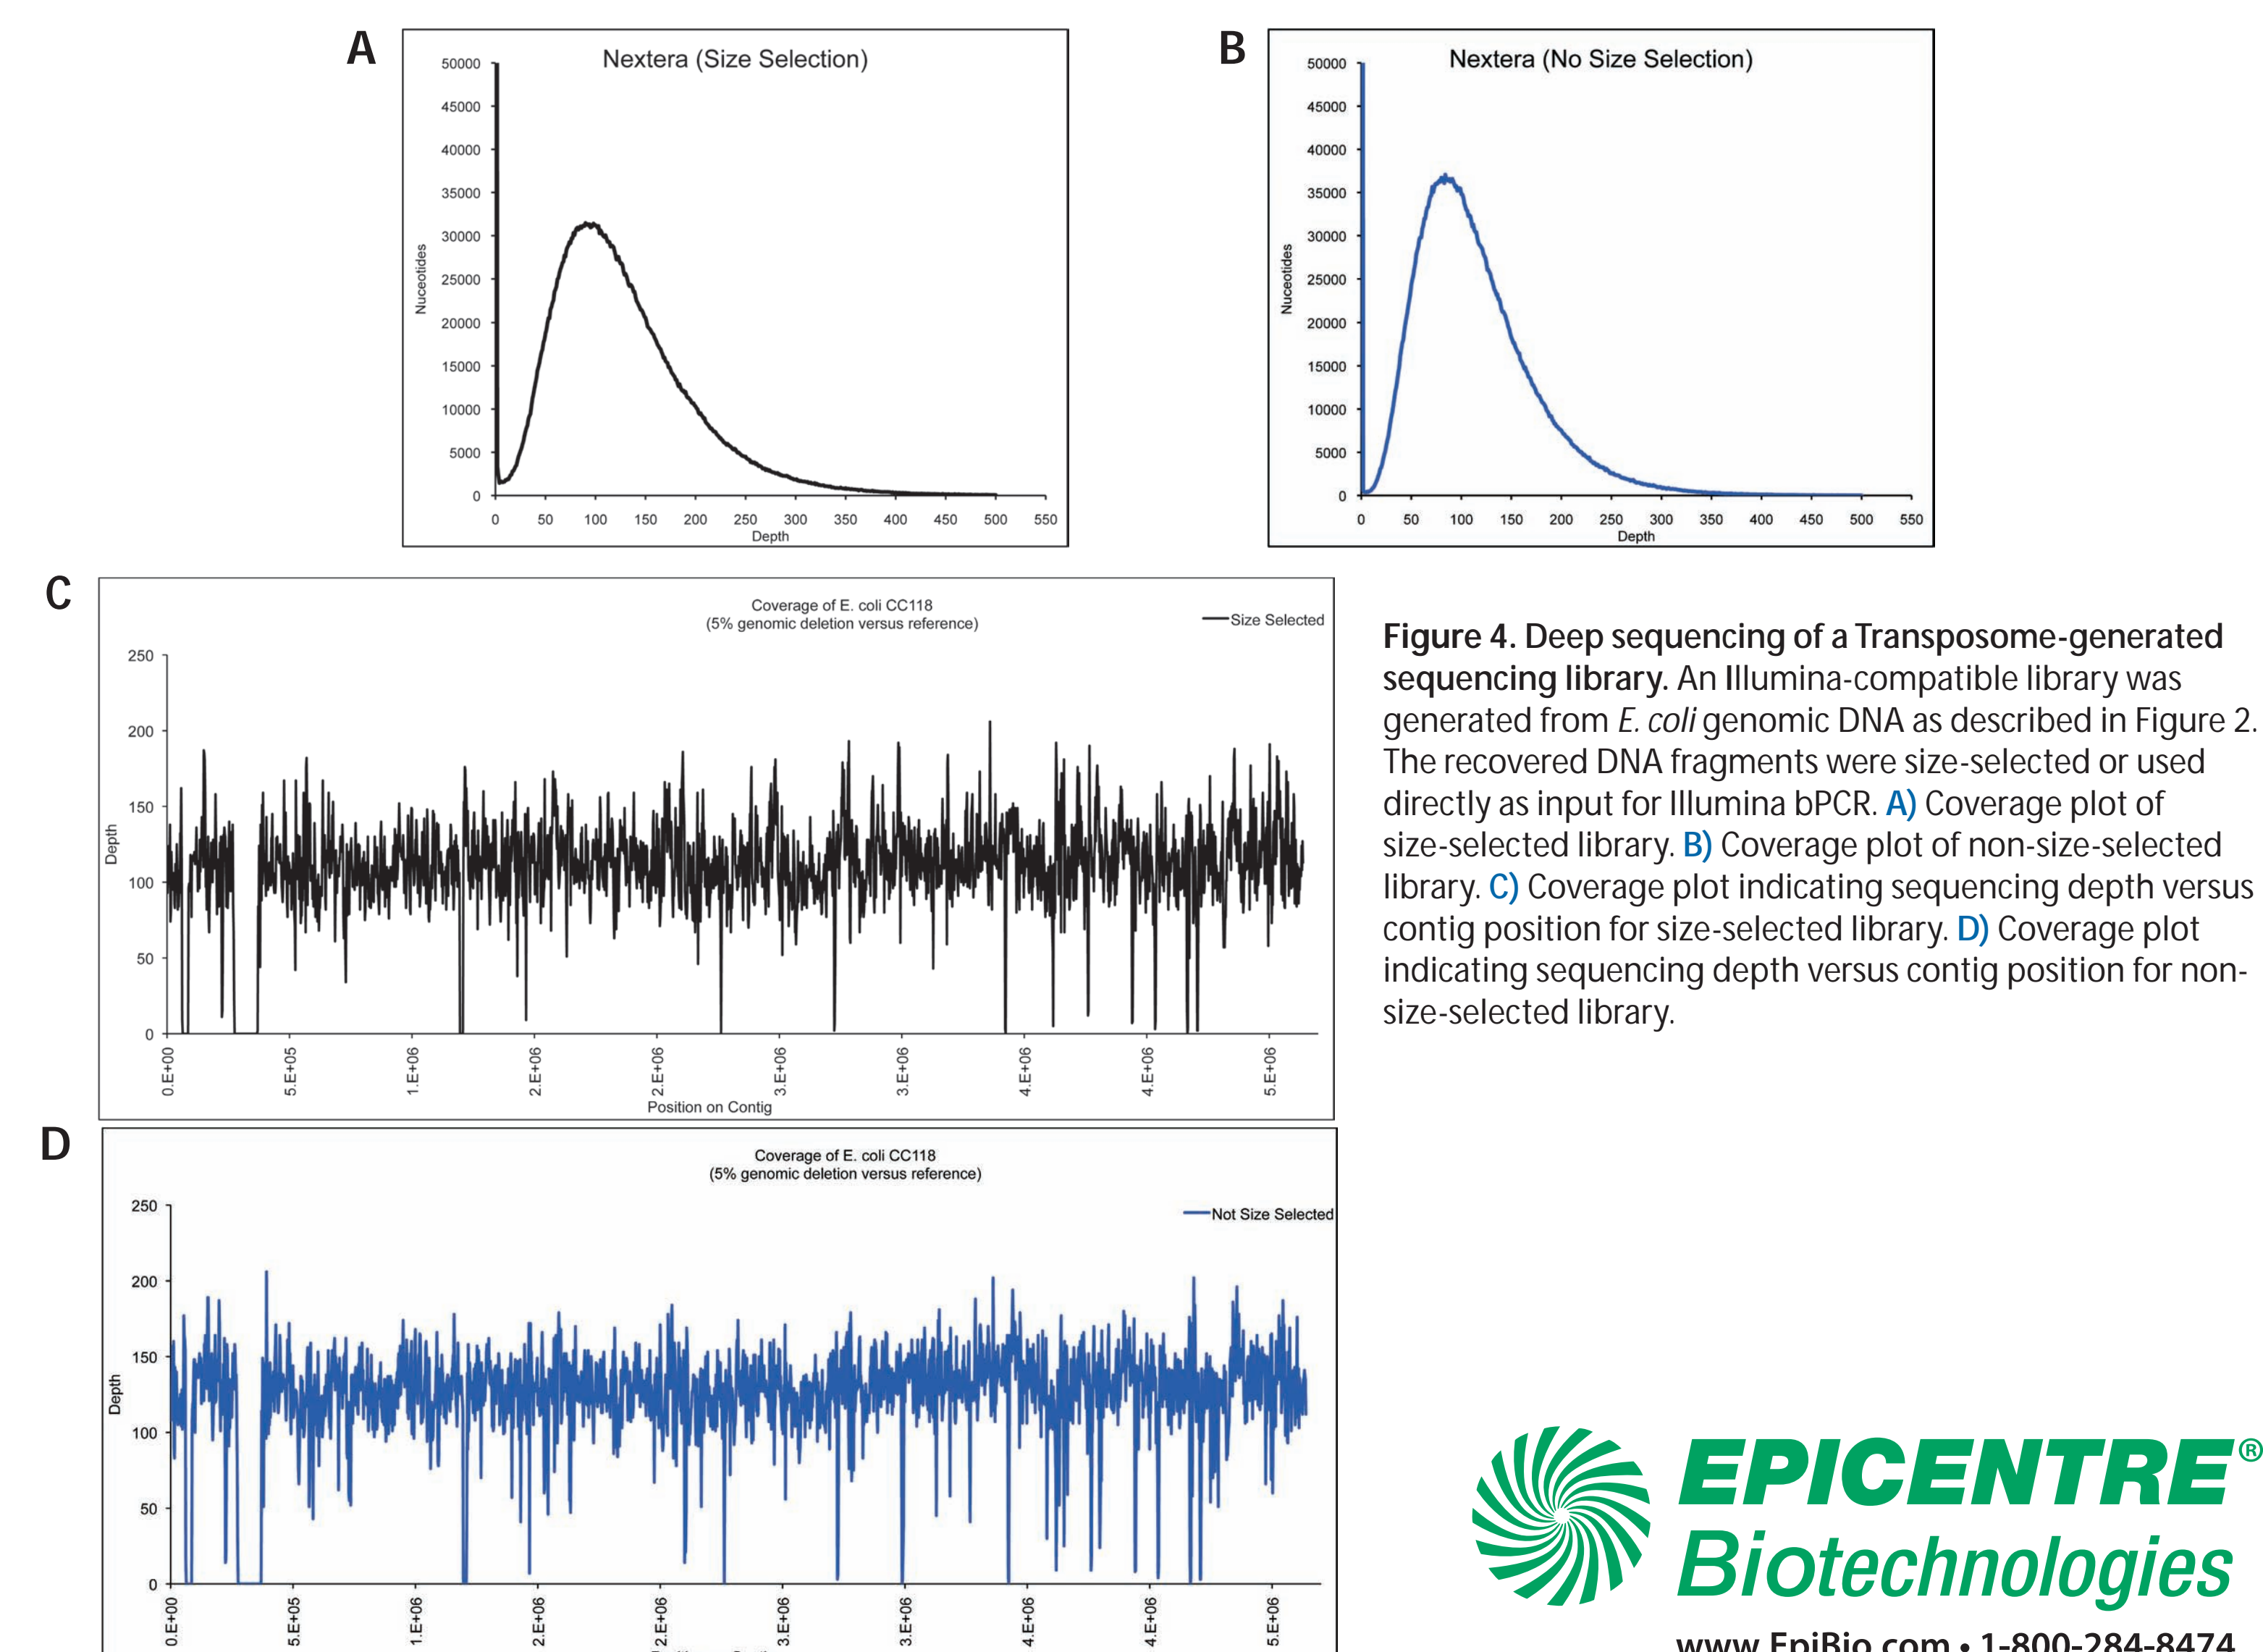 A
Nextera (Size Selection)
50000
45000
40000
35000
30000
25000
20000
15000
10000
5000
0
Nuceotides
0 50 100 150 200 250 300 350 400 450 500 550
Depth
B
Nextera (No Size Selection)
50000
45000
40000
35000
30000
25000
20000
15000
10000
5000
0
Nuceotides
0 50 100 150 200 250 300 350 400 450 500 550
Depth
C
Coverage of E. coli CC118
(5% genomic deletion versus reference)
Size Selected
250
200
150
100
50
0
Depth
0.E+00 5.E+05 1.E+06 2.E+06 2.E+06 3.E+06 3.E+06 4.E+06 4.E+06 5.E+06
Position on Contig
Figure 4. Deep sequencing of a Transposome-generated
sequencing library. An Illumina-compatible library was
generated from E. coli genomic DNA as described in Figure 2.
The recovered DNA fragments were size-selected or used
directly as input for Illumina bPCR. A) Coverage plot of
size-selected library. B) Coverage plot of non-size-selected
library. C) Coverage plot indicating sequencing depth versus
contig position for size-selected library. D) Coverage plot
indicating sequencing depth versus contig position for non-
size-selected library.
D
Coverage of E. coli CC118
(5% genomic deletion versus reference)
Not Size Selected
250
200
150
100
50
0
Depth
0.E+00 5.E+05 1.E+06 2.E+06 2.E+06 3.E+06 3.E+06 4.E+06 4.E+06 5.E+06
EPICENTRE®
Biotechnologies
www.EpiBio.com • 1-800-284-8474